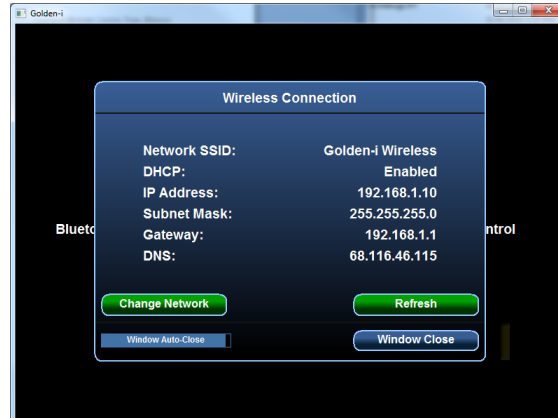 Golden-i
Wireless Connection
Network SSID: Golden-i Wireless
DHCP: Enabled
IP Address: 192.168.1.10
Subnet Mask: 255.255.255.0
Blueto ntrol
Gateway: 192.168.1.1
DNS: 68.116.46.115
Change Network Refresh
Window Auto-Close Window Close